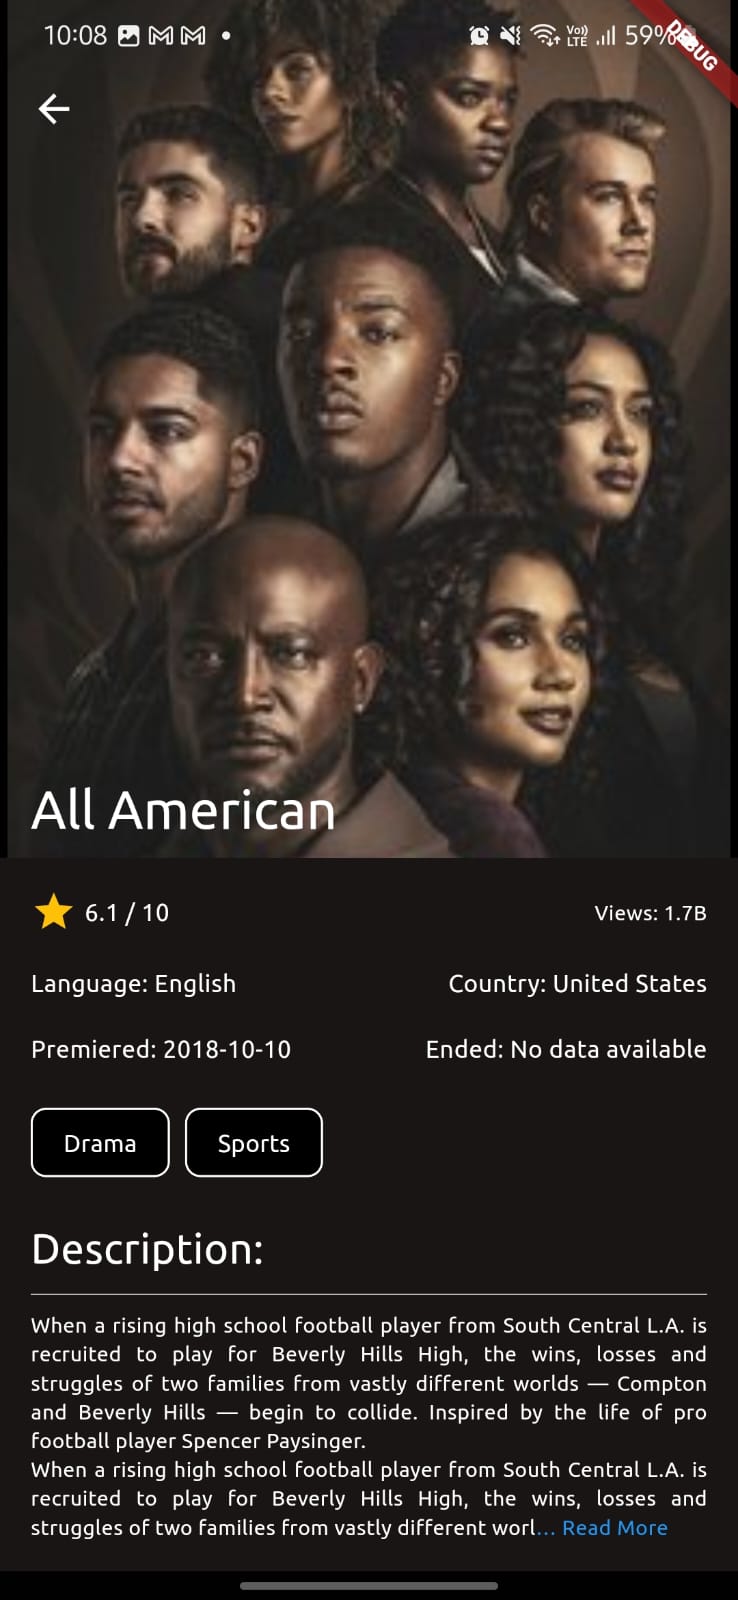 10:08
Vo))
LTE
59%
DEBUG
All American
6.1 / 10
Views: 1.7B
Language: English
Country: United States
Premiered: 2018-10-10
Ended: No data available
Drama
Sports
Description:
When a rising high school football player from South Central L.A. is
recruited to play for Beverly Hills High, the wins, losses and
struggles of two families from vastly different worlds — Compton
and Beverly Hills — begin to collide. Inspired by the life of pro
football player Spencer Paysinger.
When a rising high school football player from South Central L.A. is
recruited to play for Beverly Hills High, the wins, losses and
struggles of two families from vastly different worl... Read More